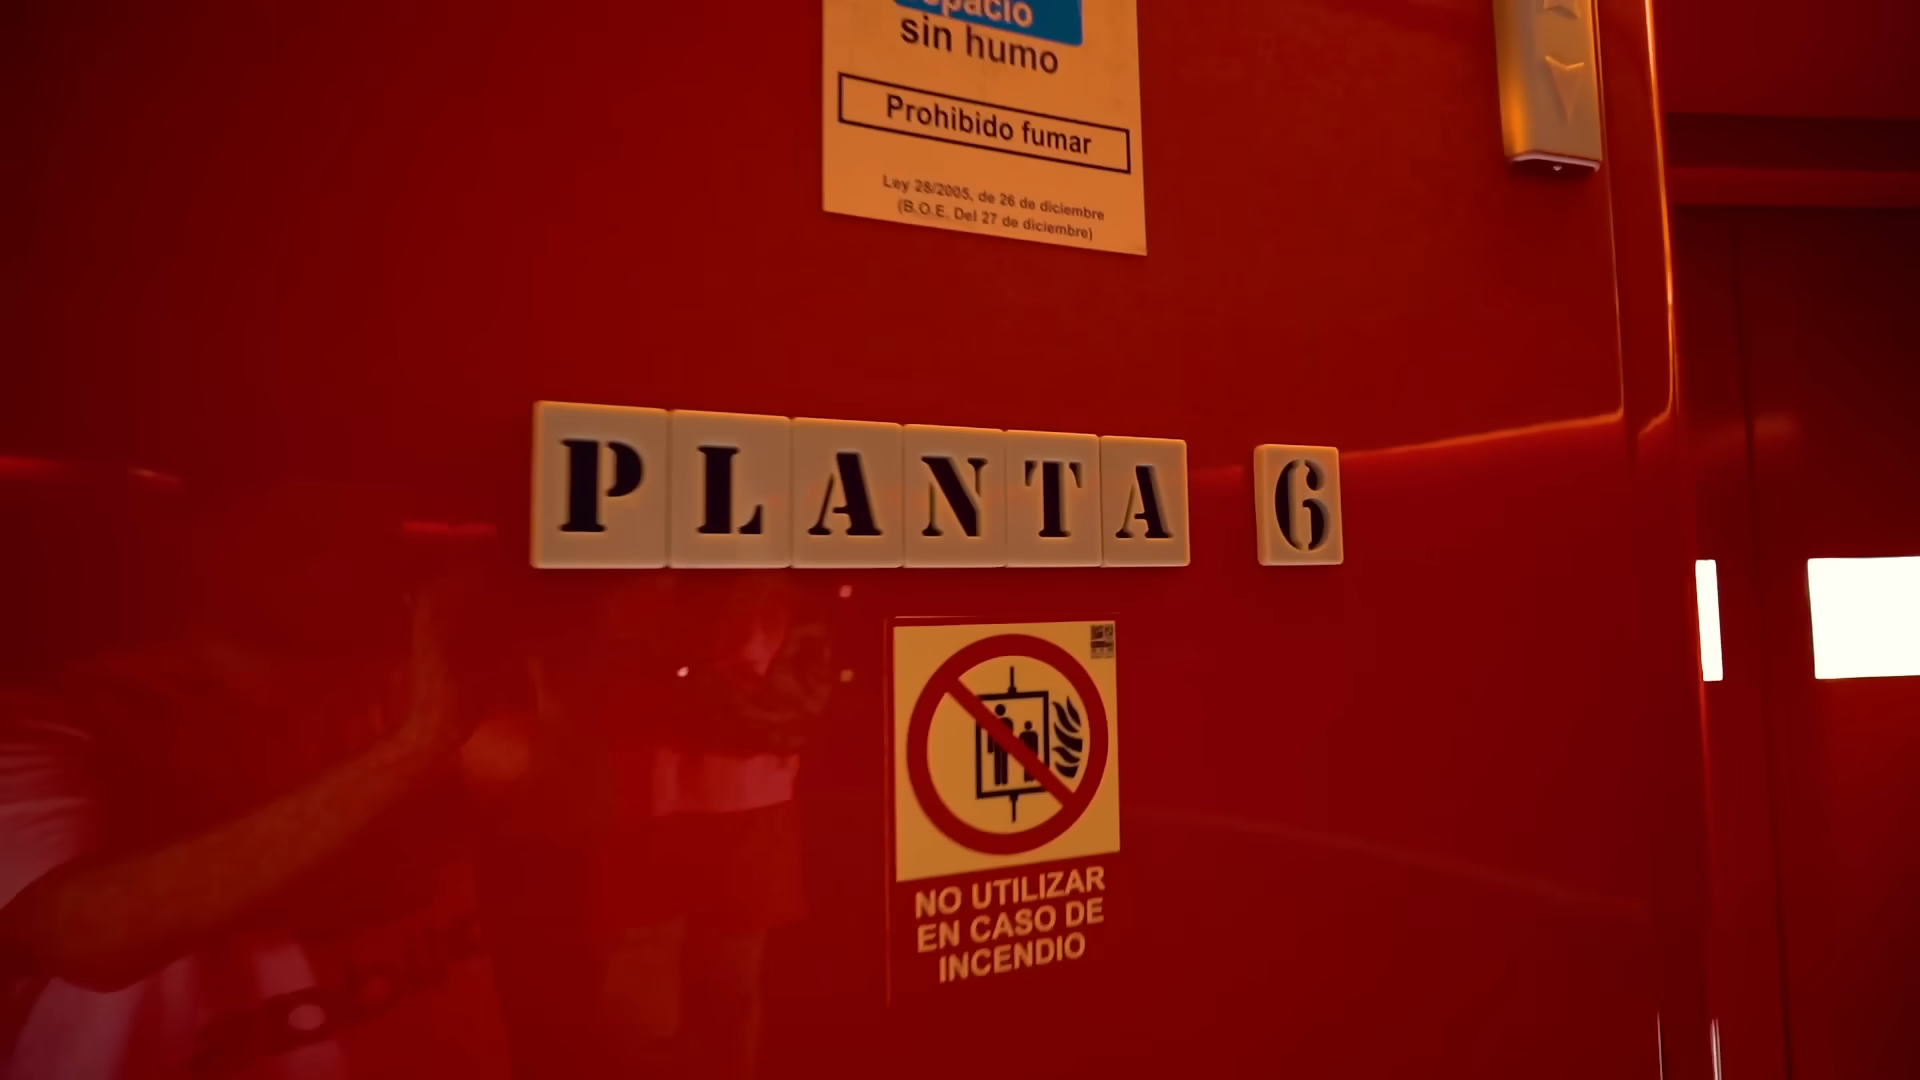 sin humo
Prohibido fumar
Ley 28/2005, de 26 de diciembre
(B.O.E. Del 27 de diciembre)
PLANTA 6
NO UTILIZAR
EN CASO DE
INCENDIO